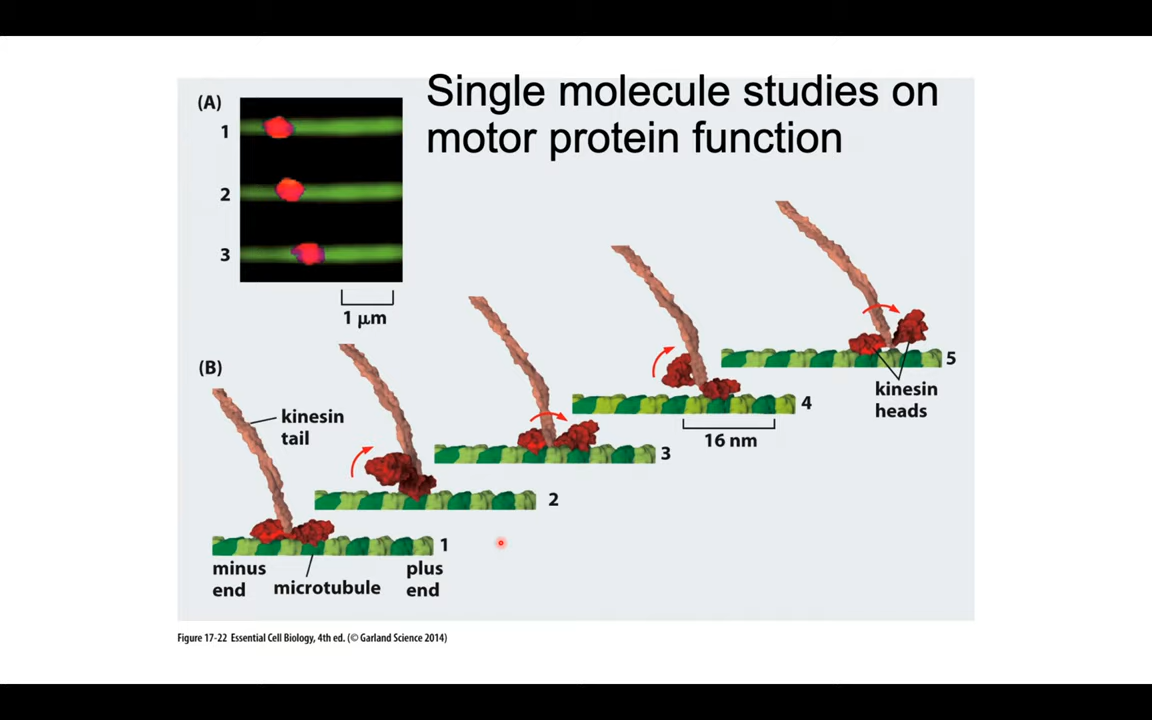 Single molecule studies on
motor protein function
(A)
1
2
3
1 μm
(B)
kinesin
tail
1
minus
end
microtubule
plus
end
2
3
4
16 nm
5
kinesin
heads
Figure 17-22 Essential Cell Biology, 4th ed. (© Garland Science 2014)